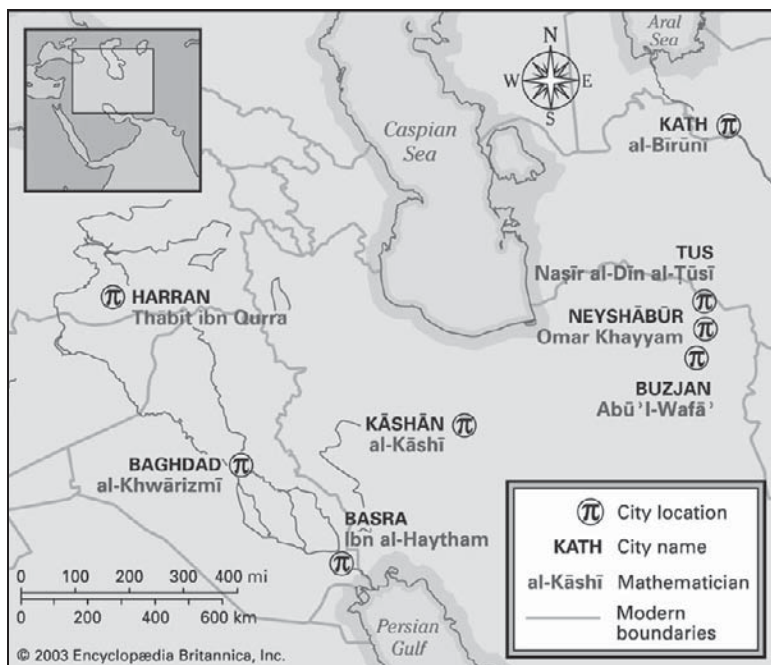 Aral
Sea
N
W E
S
Caspian
Sea
KATH
al-Bīrūnī
TUS
Naṣīr al-Dīn al-Ṭūsī
HARRAN
Thābit ibn Qurra
NEYSHĀBŪR
Omar Khayyam
BUZJAN
Abū ʾl-Wafāʾ
KĀSHĀN
al-Kāshī
BAGHDAD
al-Khwārizmī
BASRA
Ibn al-Haytham
π City location
KATH City name
al-Kāshī Mathematician
Modern
boundaries
0 100 200 300 400 mi
0 200 400 600 km
Persian
Gulf
© 2003 Encyclopædia Britannica, Inc.